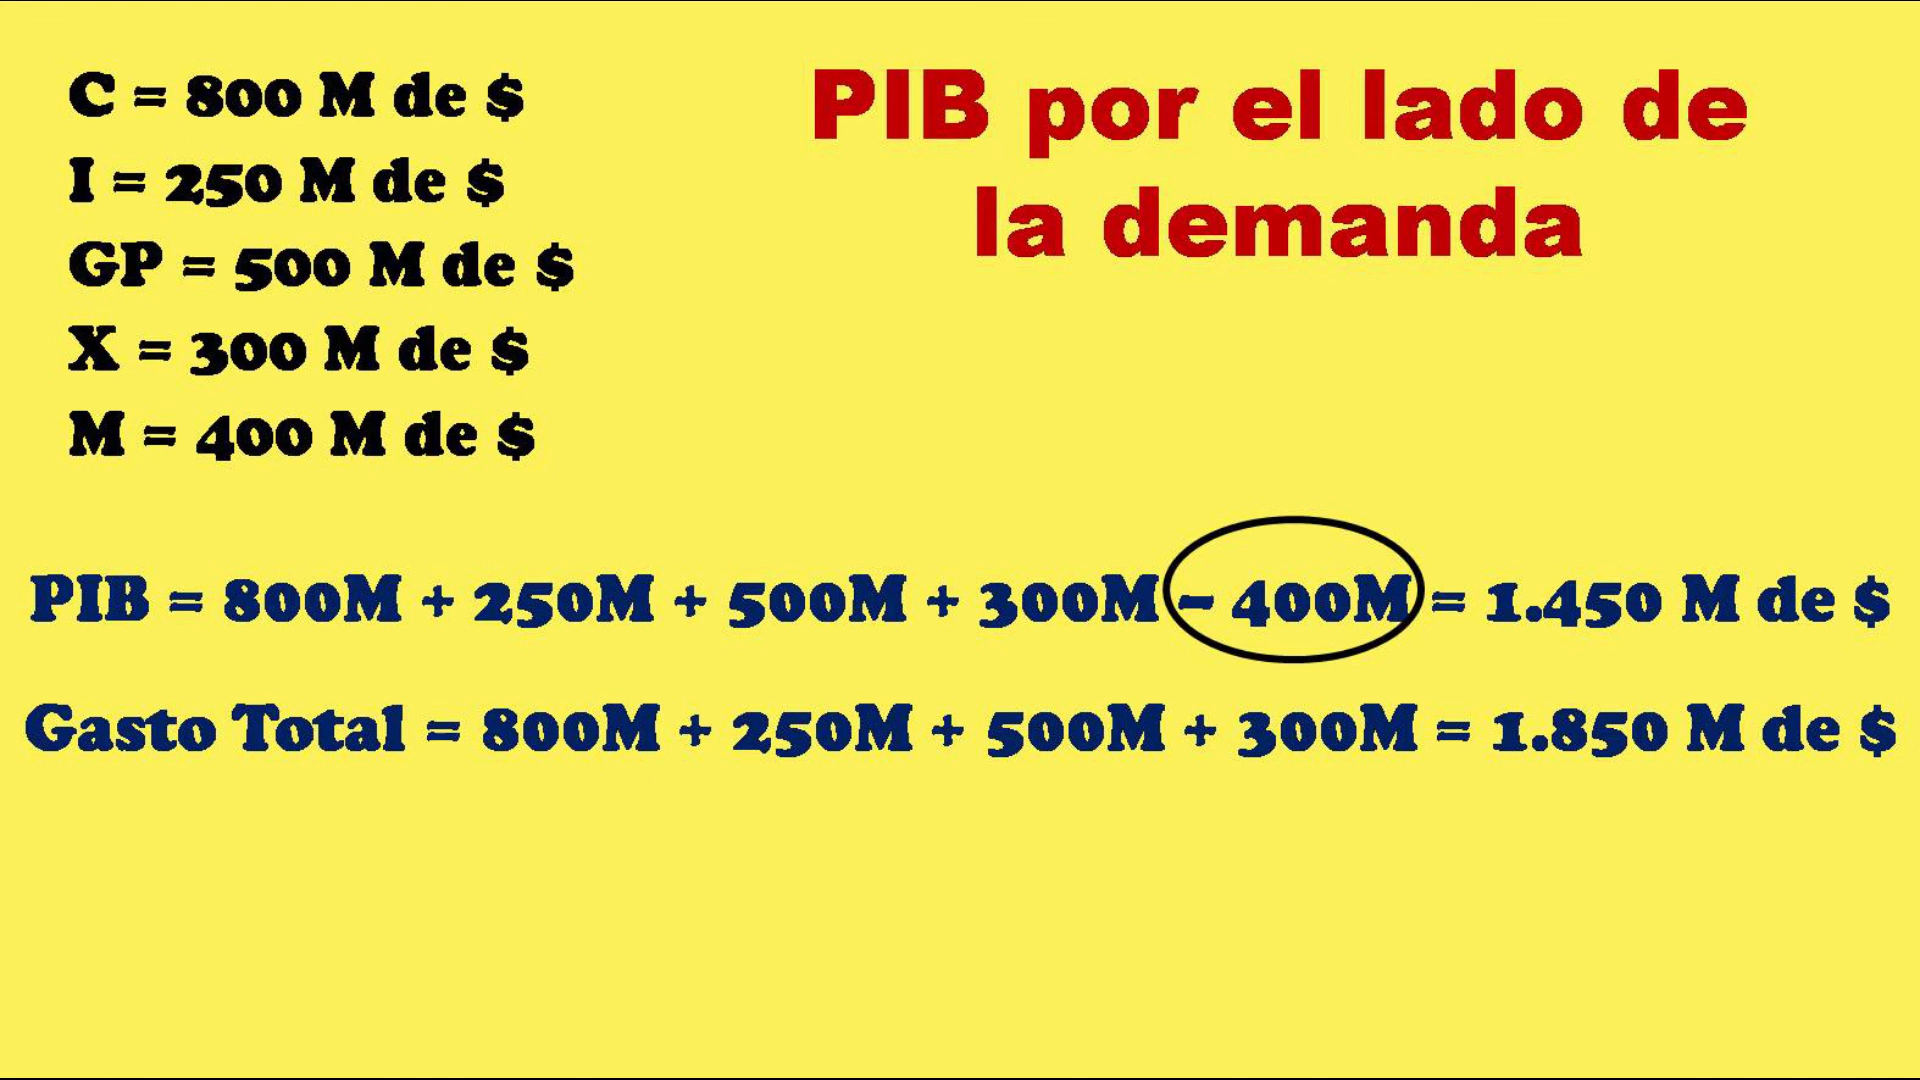 C = 800 M de $
I = 250 M de $
GP = 500 M de $
X = 300 M de $
M = 400 M de $
PIB por el lado de
la demanda
PIB = 800M + 250M + 500M + 300M – 400M = 1.450 M de $
Gasto Total = 800M + 250M + 500M + 300M = 1.850 M de $